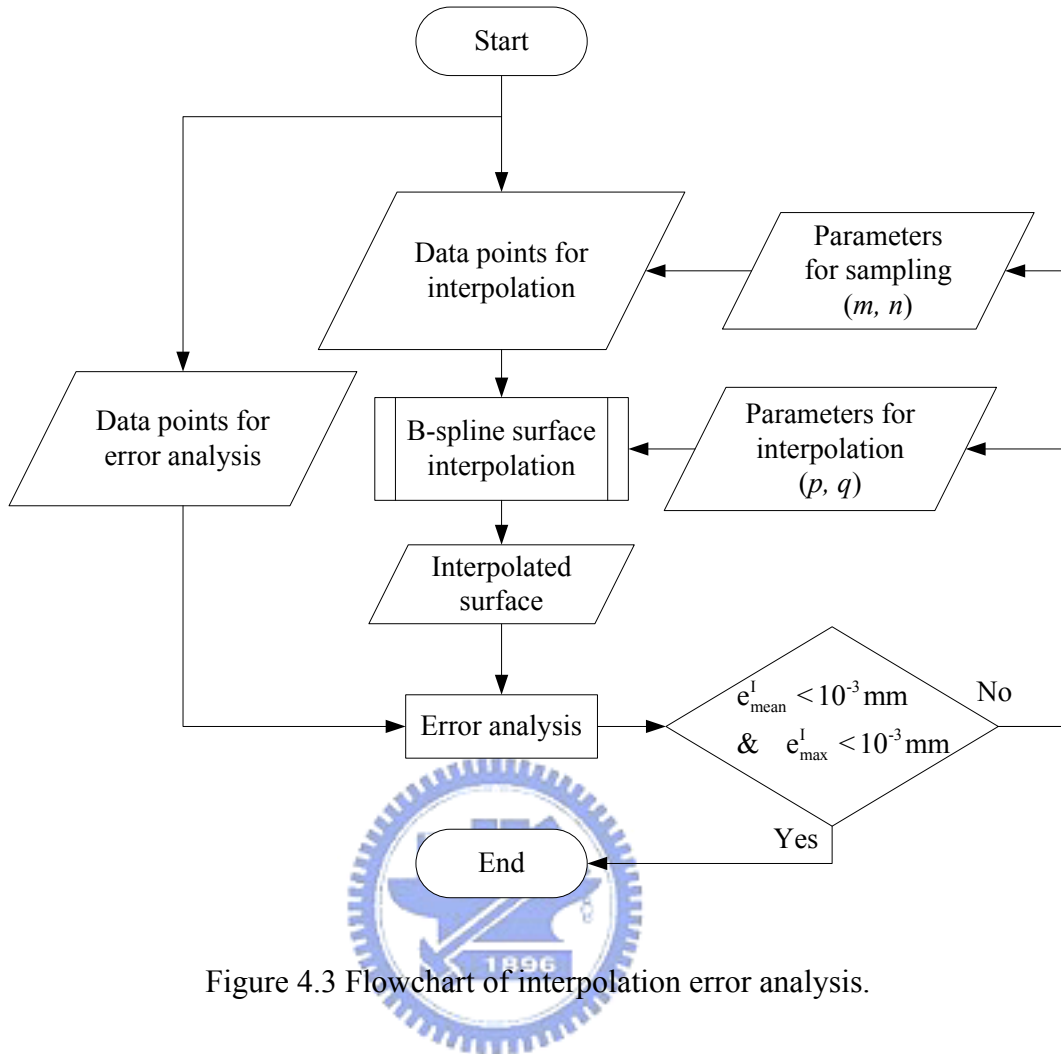 Start
Data points for
interpolation
Parameters
for sampling
(m, n)
Data points for
error analysis
B-spline surface
interpolation
Parameters for
interpolation
(p, q)
Interpolated
surface
Error analysis
e^I_mean < 10^-3 mm
& e^I_max < 10^-3 mm
No
Yes
End
1896
Figure 4.3 Flowchart of interpolation error analysis.